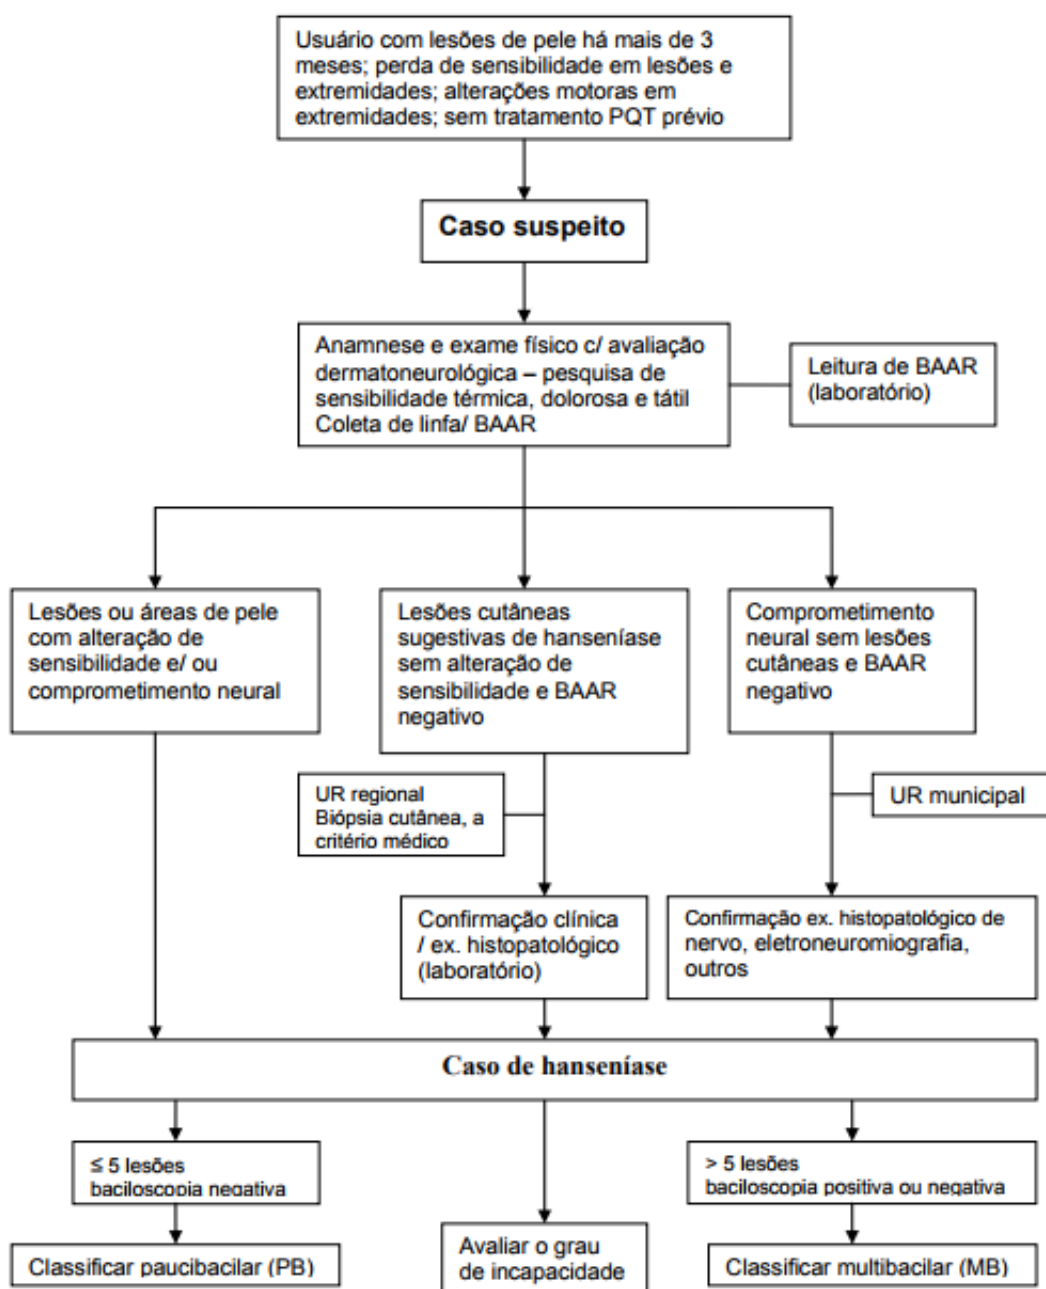 Usuário com lesões de pele há mais de 3
meses; perda de sensibilidade em lesões e
extremidades; alterações motoras em
extremidades; sem tratamento PQT prévio
Caso suspeito
Anamnese e exame físico c/ avaliação
dermatoneurológica – pesquisa de
sensibilidade térmica, dolorosa e tátil
Coleta de linfa/ BAAR
Leitura de BAAR
(laboratório)
Lesões ou áreas de pele
com alteração de
sensibilidade e/ ou
comprometimento neural
Lesões cutâneas
sugestivas de hanseníase
sem alteração de
sensibilidade e BAAR
negativo
Comprometimento
neural sem lesões
cutâneas e BAAR
negativo
UR regional
Biópsia cutânea, a
critério médico
UR municipal
Confirmação clínica
/ ex. histopatológico
(laboratório)
Confirmação ex. histopatológico de
nervo, eletroneuromiografia,
outros
Caso de hanseníase
≤ 5 lesões
baciloscopia negativa
> 5 lesões
baciloscopia positiva ou negativa
Classificar paucibacilar (PB)
Avaliar o grau
de incapacidade
Classificar multibacilar (MB)